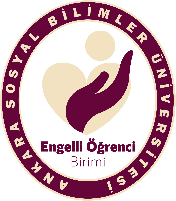 ANKARA SOSYAL BİLİMLER ÜNİVERSİTESİ
Engelli Öğrenci
Birimi